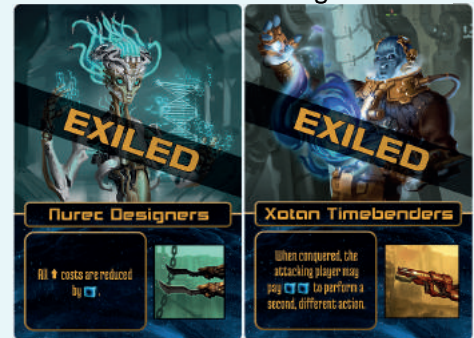 EXILED
Nurec Designers
All costs are reduced
by .
EXILED
Xotan Timebenders
When conquered, the
attacking player may
pay to perform a
second, different action.